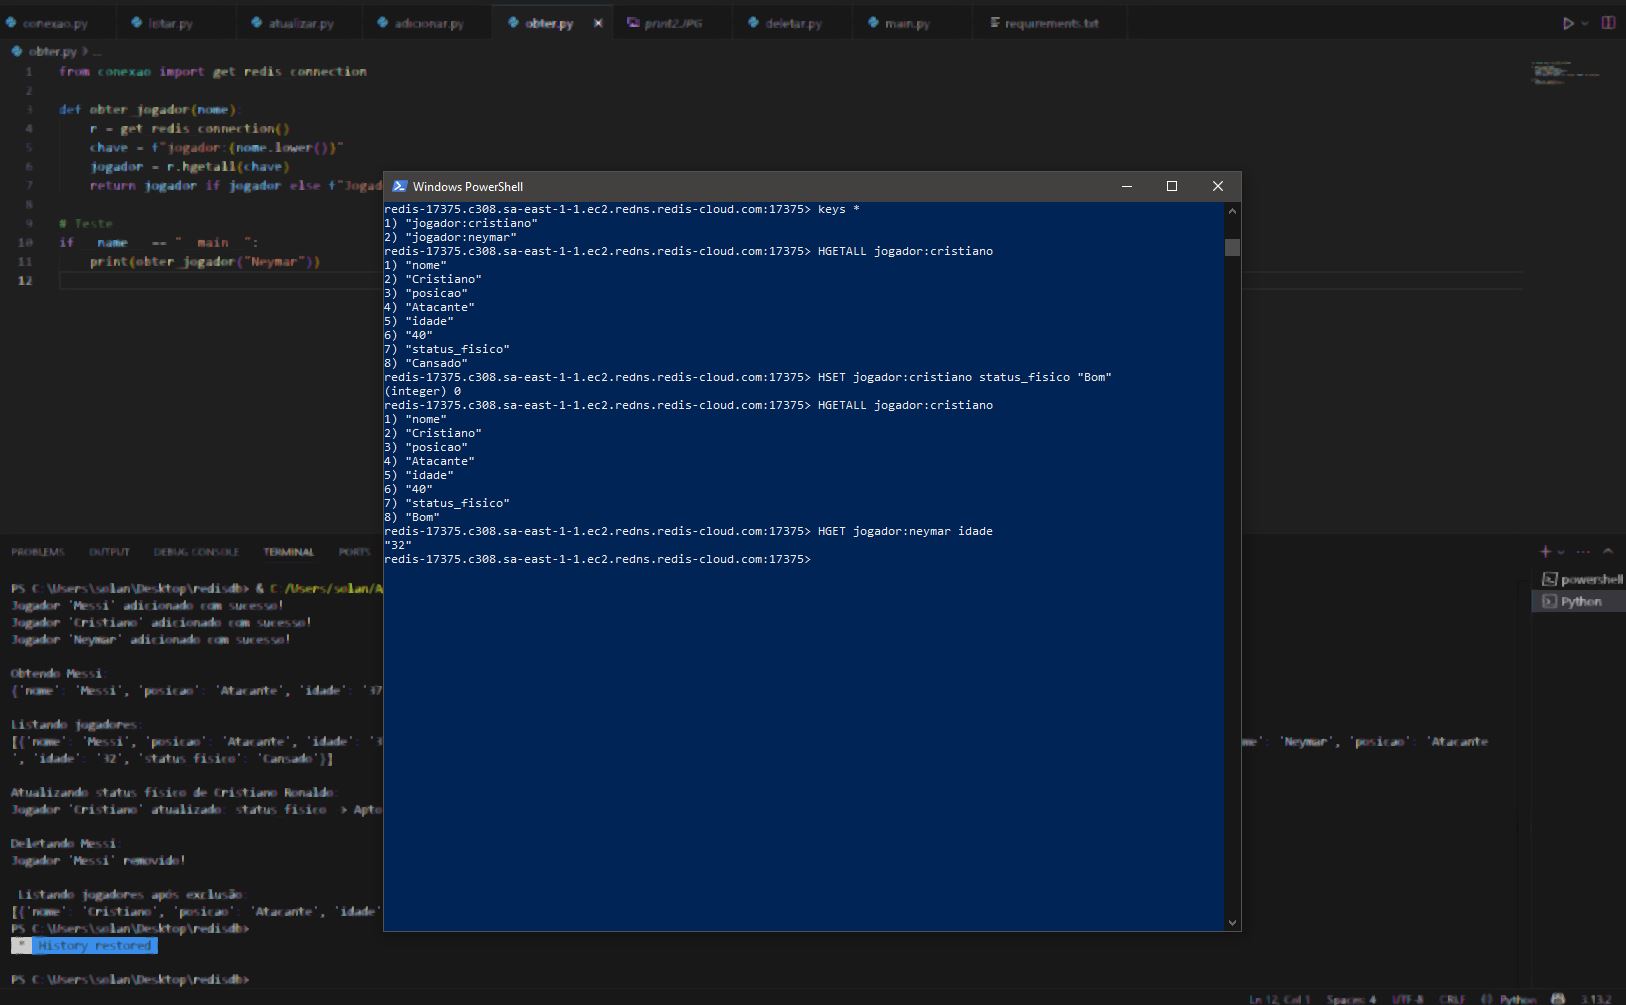 conexao.py listar.py atualizar.py adicionar.py obter.py print2.JPG deletar.py main.py requirements.txt
obter.py > ...
1 from conexao import get_redis_connection
2
3 def obter_jogador(nome):
4 r = get_redis_connection()
5 chave = f"jogador:{nome.lower()}"
6 jogador = r.hgetall(chave)
7 return jogador if jogador else f"Jogad
8
9 # Teste
10 if __name__ == "__main__":
11 print(obter_jogador("Neymar"))
12
Windows PowerShell
redis-17375.c308.sa-east-1-1.ec2.redns.redis-cloud.com:17375> keys *
1) "jogador:cristiano"
2) "jogador:neymar"
redis-17375.c308.sa-east-1-1.ec2.redns.redis-cloud.com:17375> HGETALL jogador:cristiano
1) "nome"
2) "Cristiano"
3) "posicao"
4) "Atacante"
5) "idade"
6) "40"
7) "status_fisico"
8) "Cansado"
redis-17375.c308.sa-east-1-1.ec2.redns.redis-cloud.com:17375> HSET jogador:cristiano status_fisico "Bom"
(integer) 0
redis-17375.c308.sa-east-1-1.ec2.redns.redis-cloud.com:17375> HGETALL jogador:cristiano
1) "nome"
2) "Cristiano"
3) "posicao"
4) "Atacante"
5) "idade"
6) "40"
7) "status_fisico"
8) "Bom"
redis-17375.c308.sa-east-1-1.ec2.redns.redis-cloud.com:17375> HGET jogador:neymar idade
"32"
redis-17375.c308.sa-east-1-1.ec2.redns.redis-cloud.com:17375>
PROBLEMS OUTPUT DEBUG CONSOLE TERMINAL PORTS
powershell
Python
PS C:\Users\solan\Desktop\redisdb> & C:/Users/solan/A
Jogador 'Messi' adicionado com sucesso!
Jogador 'Cristiano' adicionado com sucesso!
Jogador 'Neymar' adicionado com sucesso!
Obtendo Messi:
{'nome': 'Messi', 'posicao': 'Atacante', 'idade': '37
Listando jogadores:
[{'nome': 'Messi', 'posicao': 'Atacante', 'idade': '3 me': 'Neymar', 'posicao': 'Atacante
', 'idade': '32', 'status_fisico': 'Cansado'}]
Atualizando status fisico de Cristiano Ronaldo:
Jogador 'Cristiano' atualizado: status_fisico > Apto
Deletando Messi:
Jogador 'Messi' removido!
Listando jogadores após exclusão:
[{'nome': 'Cristiano', 'posicao': 'Atacante', 'idade'
PS C:\Users\solan\Desktop\redisdb>
* History restored
PS C:\Users\solan\Desktop\redisdb>
Ln 12, Col 1 Spaces: 4 UTF-8 CRLF {} Python 3.13.2